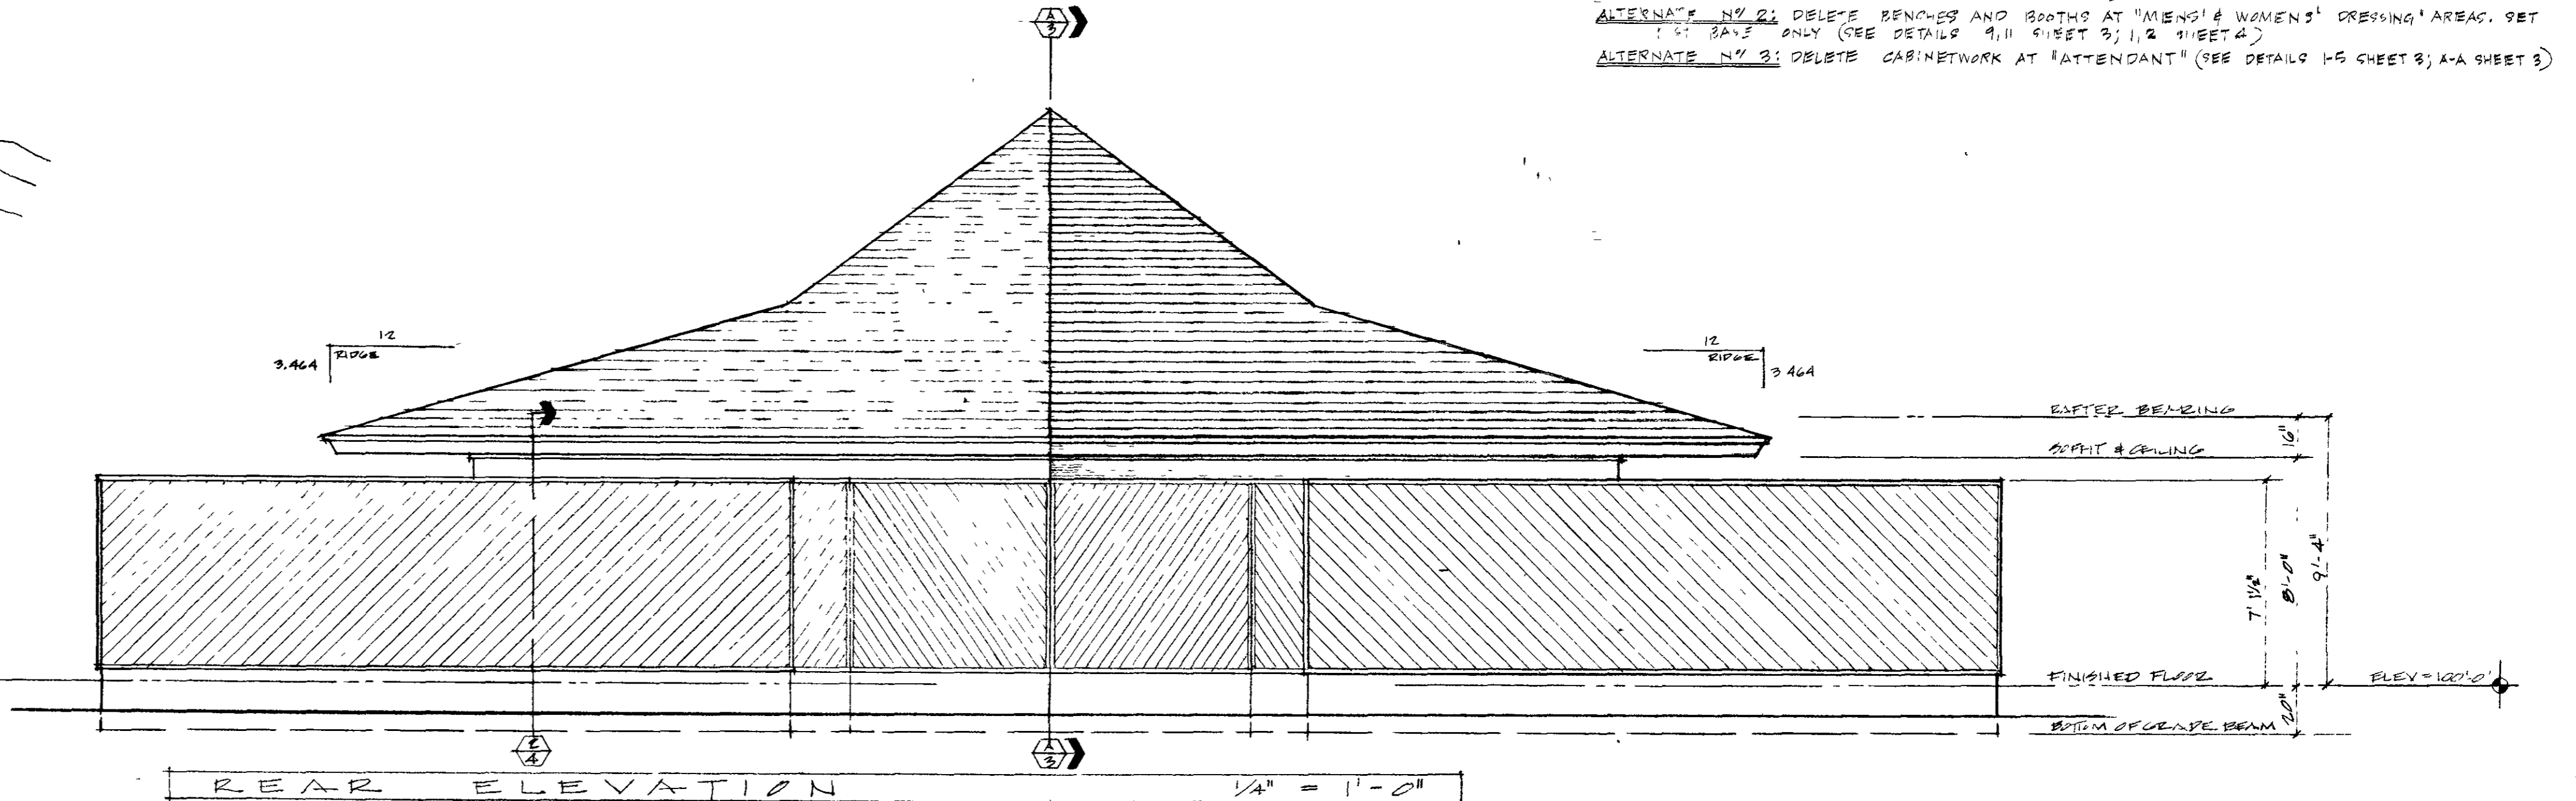 ALTERNATE Nº 2: DELETE BENCHES AND BOOTHS AT "MENS' & WOMENS' DRESSING" AREAS. SET
BASE ONLY (SEE DETAILS 9,11 SHEET 3; 1,2 SHEET 4)
ALTERNATE Nº 3: DELETE CABINETWORK AT "ATTENDANT" (SEE DETAILS 1-5 SHEET 3; A-A SHEET 3)
A
3
12
RIDGE
3.464
12
RIDGE
3 464
RAFTER BEARING
16"
SOFFIT & CEILING
7' 1½"
8'-0"
9'-4"
FINISHED FLOOR
ELEV = 100'-0"
20"
BOTTOM OF GRADE BEAM
2
4
A
3
REAR ELEVATION
1/4" = 1'-0"